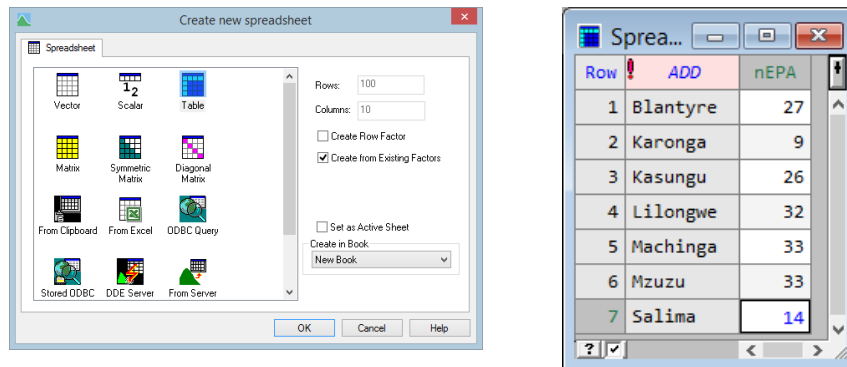 Create new spreadsheet
Spreadsheet
Vector
1 2
Scalar
Table
Matrix
Symmetric
Matrix
Diagonal
Matrix
From Clipboard
From Excel
ODBC Query
Stored ODBC
DDE Server
From Server
Rows: 100
Columns: 10
Create Row Factor
Create from Existing Factors
Set as Active Sheet
Create in Book
New Book
OK Cancel Help
Sprea...
Row ! ADD nEPA
1 Blantyre 27
2 Karonga 9
3 Kasungu 26
4 Lilongwe 32
5 Machinga 33
6 Mzuzu 33
7 Salima 14
?